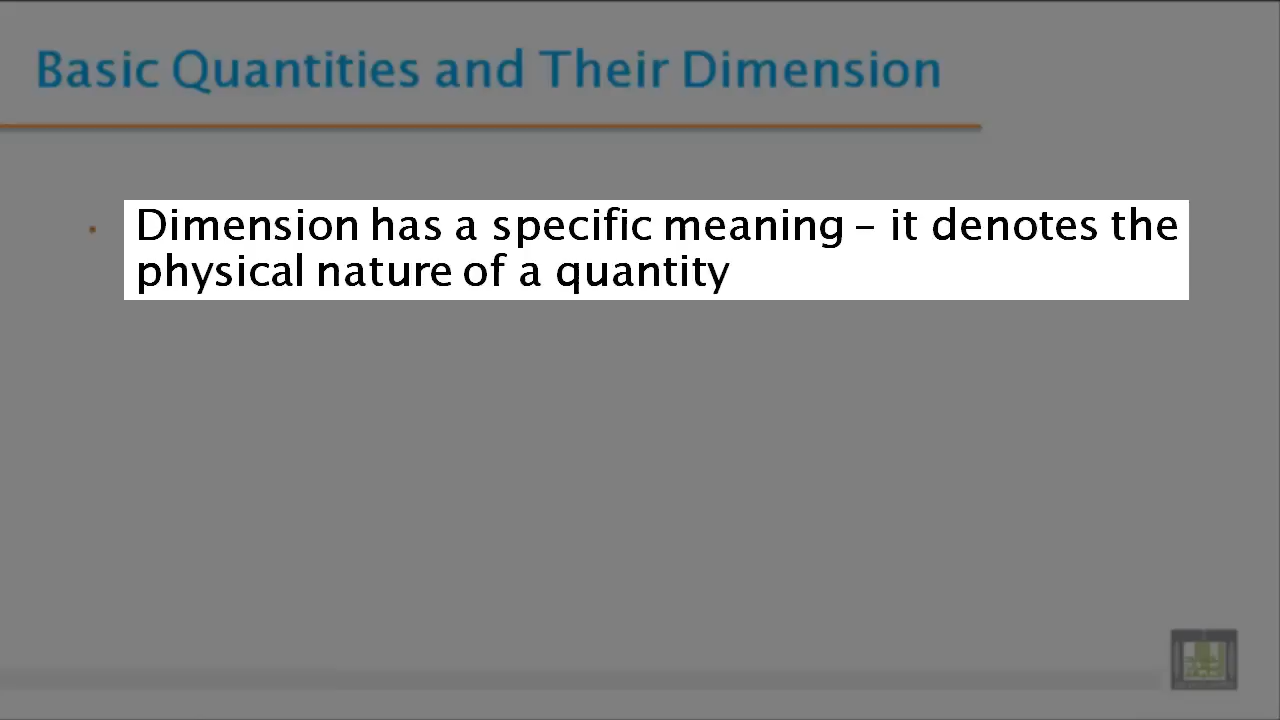 Basic Quantities and Their Dimension
Dimension has a specific meaning – it denotes the
physical nature of a quantity